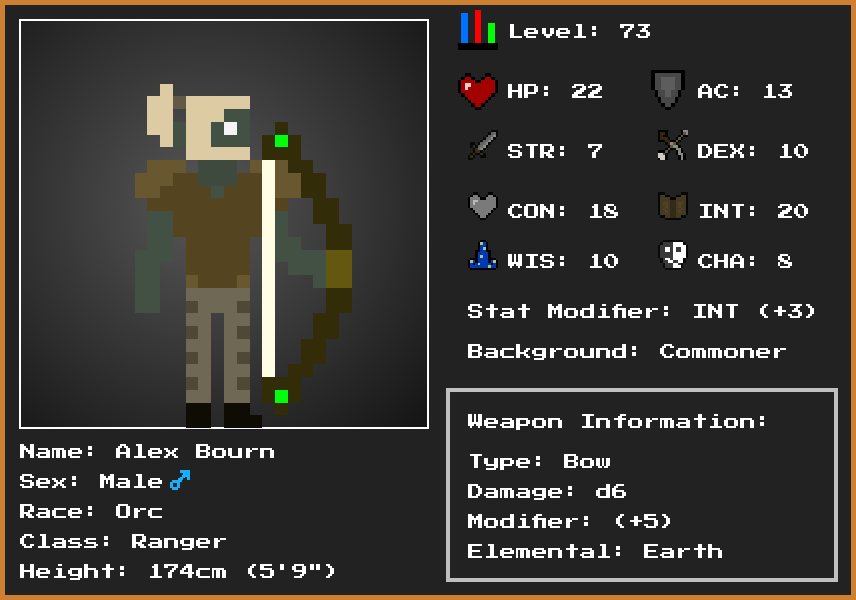 Level: 73
HP: 22
AC: 13
STR: 7
DEX: 10
CON: 18
INT: 20
WIS: 10
CHA: 8
Stat Modifier: INT (+3)
Background: Commoner
Weapon Information:
Type: Bow
Damage: d6
Modifier: (+5)
Elemental: Earth
Name: Alex Bourn
Sex: Male ♂
Race: Orc
Class: Ranger
Height: 174cm (5'9")